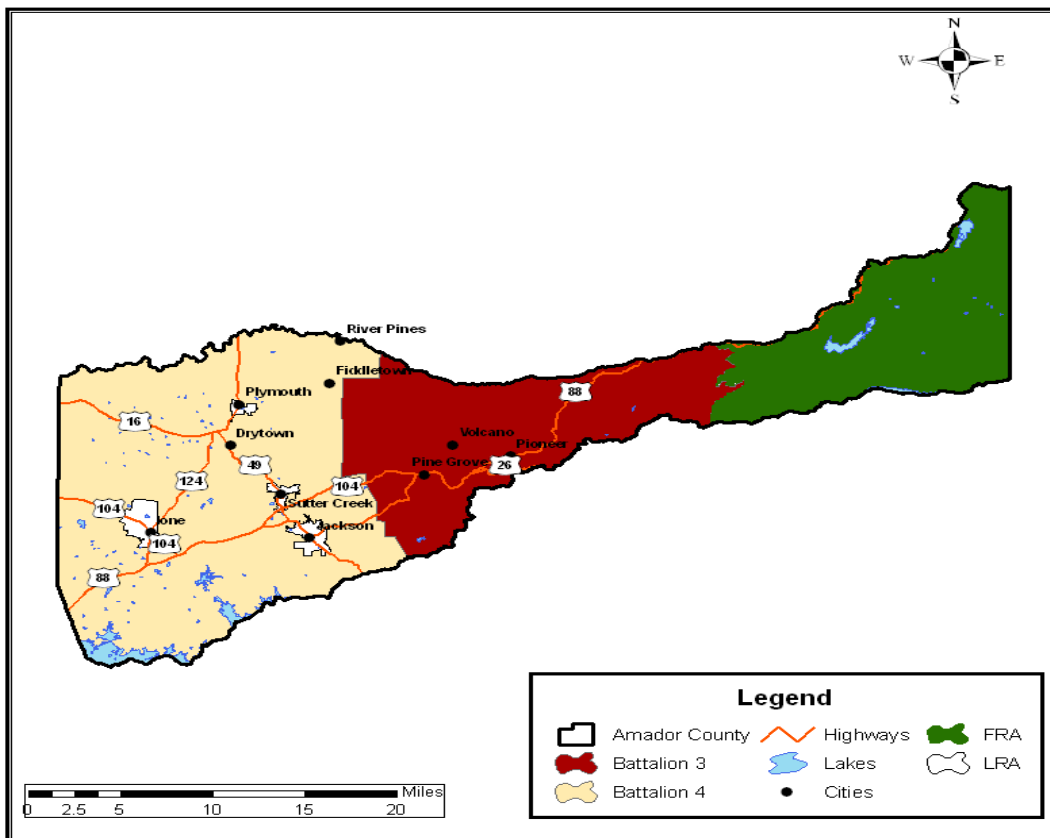 N
W E
S
River Pines
Fiddletown
88
Plymouth
16
Drytown
Volcano
Pioneer
49
26
Pine Grove
124
104
Sutter Creek
104
Ione
Jackson
104
88
Legend
Amador County Highways FRA
Battalion 3 Lakes LRA
Battalion 4 Cities
Miles
0 2.5 5 10 15 20